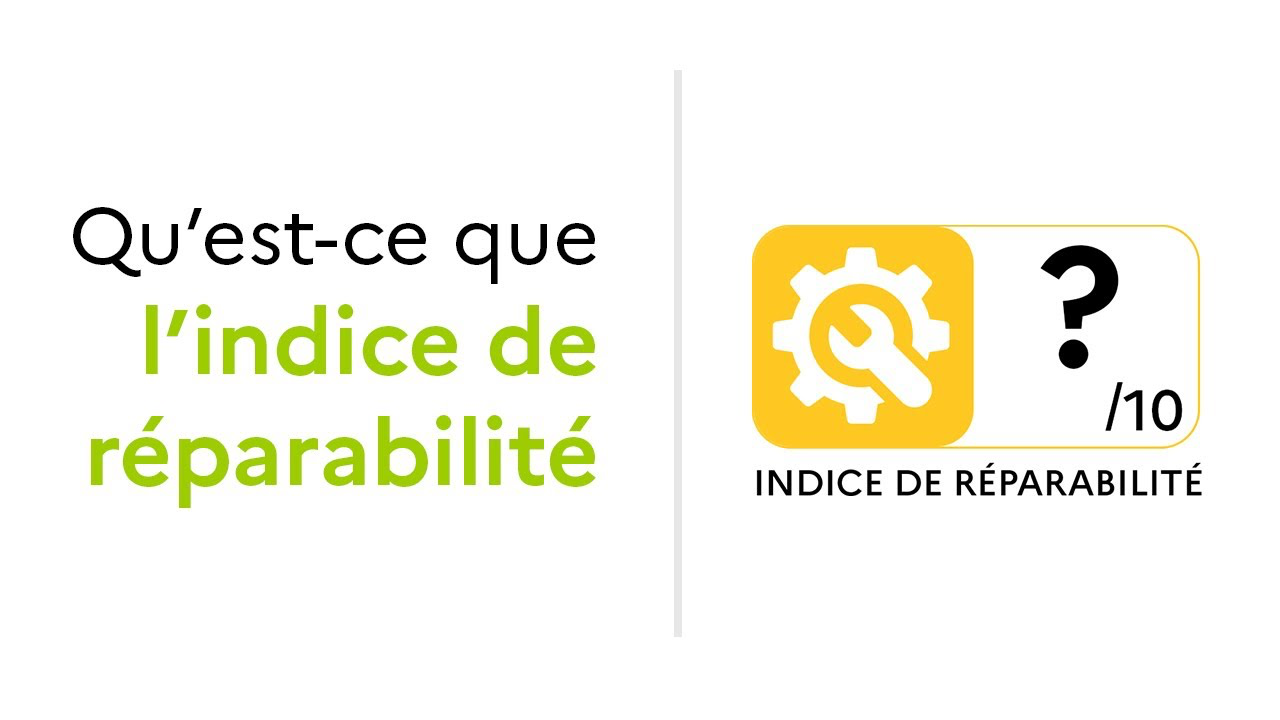 Qu’est-ce que
l’indice de
réparabilité
?
/10
INDICE DE RÉPARABILITÉ